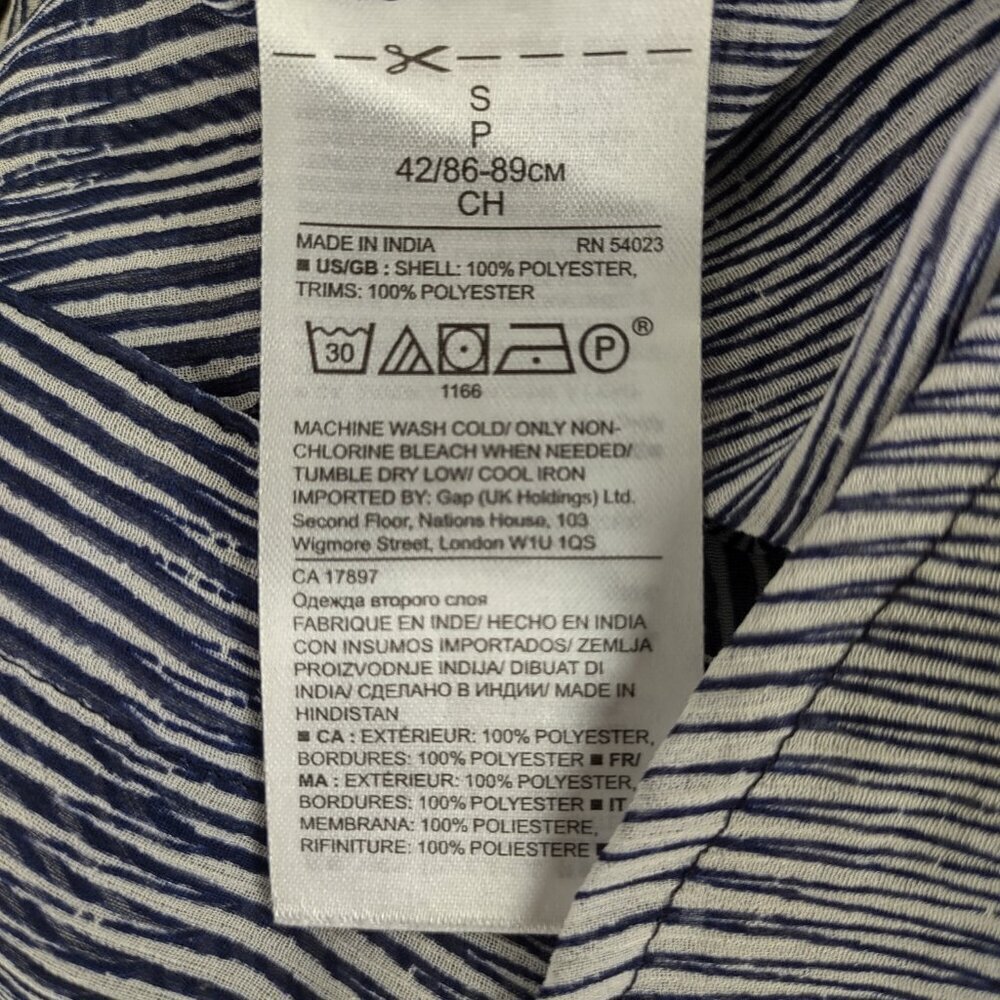 S
P
42/86-89CM
CH
MADE IN INDIA RN 54023
■ US/GB : SHELL: 100% POLYESTER,
TRIMS: 100% POLYESTER
30 P ®
1166
MACHINE WASH COLD/ ONLY NON-
CHLORINE BLEACH WHEN NEEDED/
TUMBLE DRY LOW/ COOL IRON
IMPORTED BY: Gap (UK Holdings) Ltd.
Second Floor, Nations House, 103
Wigmore Street, London W1U 1QS
CA 17897
Одежда второго слоя
FABRIQUE EN INDE/ HECHO EN INDIA
CON INSUMOS IMPORTADOS/ ZEMLJA
PROIZVODNJE INDIJA/ DIBUAT DI
INDIA/ СДЕЛАНО В ИНДИИ/ MADE IN
HINDISTAN
■ CA : EXTÉRIEUR: 100% POLYESTER,
BORDURES: 100% POLYESTER ■ FR/
MA : EXTÉRIEUR: 100% POLYESTER,
BORDURES: 100% POLYESTER ■ IT
MEMBRANA: 100% POLIESTERE,
RIFINITURE: 100% POLIESTERE ■